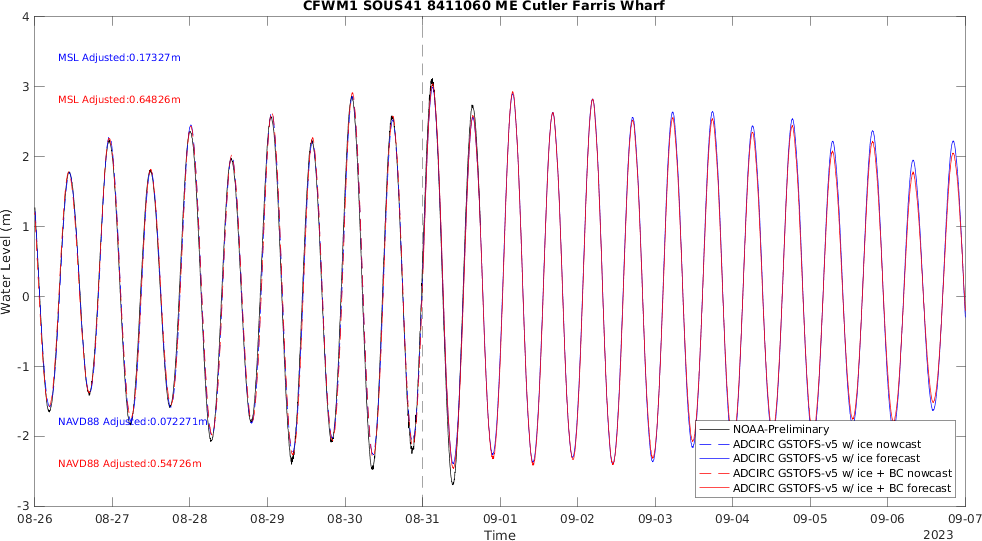 CFWM1 SOUS41 8411060 ME Cutler Farris Wharf
4
3
2
1
0
-1
-2
-3
Water Level (m)
MSL Adjusted:0.17327m
MSL Adjusted:0.64826m
NAVD88 Adjusted:0.072271m
NAVD88 Adjusted:0.54726m
NOAA-Preliminary
ADCIRC GSTOFS-v5 w/ ice nowcast
ADCIRC GSTOFS-v5 w/ ice forecast
ADCIRC GSTOFS-v5 w/ ice + BC nowcast
ADCIRC GSTOFS-v5 w/ ice + BC forecast
08-26 08-27 08-28 08-29 08-30 08-31 09-01 09-02 09-03 09-04 09-05 09-06 09-07
Time
2023